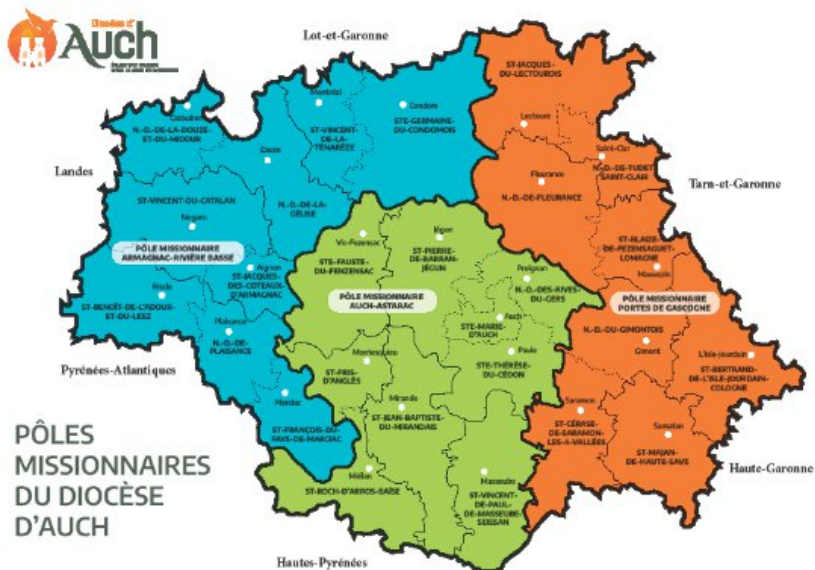 Diocèse d'
Auch
Lot-et-Garonne
Landes
Tarn-et-Garonne
Pyrénées-Atlantiques
Haute-Garonne
Hautes-Pyrénées
PÔLES
MISSIONNAIRES
DU DIOCÈSE
D'AUCH
PÔLE MISSIONNAIRE
ARMAGNAC-RIVIÈRE BASSE
Cazaubon
N.-D.-DE-LA-DOUZE-
ET-DU-MIDOUR
Montréal
ST-VINCENT-
DE-LA-
TÉNARÈZE
Condom
STE-GERMAINE-
DU-CONDOMOIS
Eauze
N.-D.-DE-LA-
GÉLISE
ST-VINCENT-DU-CATALAN
Nogaro
Aignan
ST-JACQUES-
DES-COTEAUX-
D'ARMAGNAC
Riscle
ST-BENOÎT-DE-L'ADOUR-
ET-DU-LEEZ
Plaisance
N.-D.-DE-
PLAISANCE
Marciac
ST-FRANÇOIS-DU-
PAYS-DE-MARCIAC
PÔLE MISSIONNAIRE
AUCH-ASTARAC
Vic-Fezensac
STE-FAUSTE-
DU-FENZENSAC
Jégun
ST-PIERRE-
DE-BARRAN-
JÉGUN
Preignan
N.-D.-DES-RIVES-
DU-GERS
Auch
STE-MARIE-
D'AUCH
Pavie
STE-THÉRÈSE-
DU-CÉDON
Montesquiou
ST-FRIS-
D'ANGLÈS
Mirande
ST-JEAN-BAPTISTE-
DU-MIRANDAIS
Miélan
ST-ROCH-D'ARROS-BAÏSE
Masseube
ST-VINCENT-
DE-PAUL-
DE-MASSEUBE-
SEISSAN
PÔLE MISSIONNAIRE
PORTES DE GASCOGNE
ST-JACQUES-
DU-LECTOUROIS
Lectoure
Fleurance
N.-D.-DE-FLEURANCE
Saint-Clar
N.-D.-DE-TUDET-
SAINT-CLAIR
ST-BLAIZE-
DE-PEZENSAGUET-
LOMAGNE
Mauvezin
N.-D.-DU-GIMONTOIS
Gimont
L'Isle-Jourdain
ST-BERTRAND-
DE-L'ISLE-JOURDAIN-
COLOGNE
Saramon
ST-CÉRASE-
DE-SARAMON-
LES-4-VALLÉES
Samatan
ST-MAJAN-
DE-HAUTE-SAVE